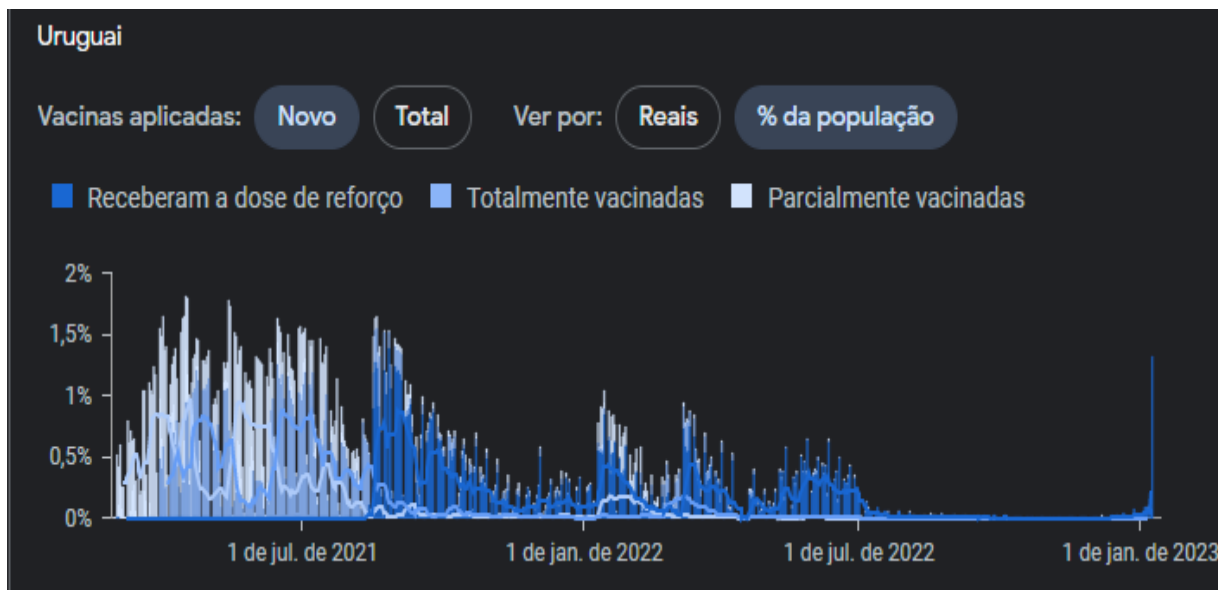 Uruguai
Vacinas aplicadas: Novo Total Ver por: Reais % da população
Receberam a dose de reforço Totalmente vacinadas Parcialmente vacinadas
2%
1,5%
1%
0,5%
0%
1 de jul. de 2021 1 de jan. de 2022 1 de jul. de 2022 1 de jan. de 2023